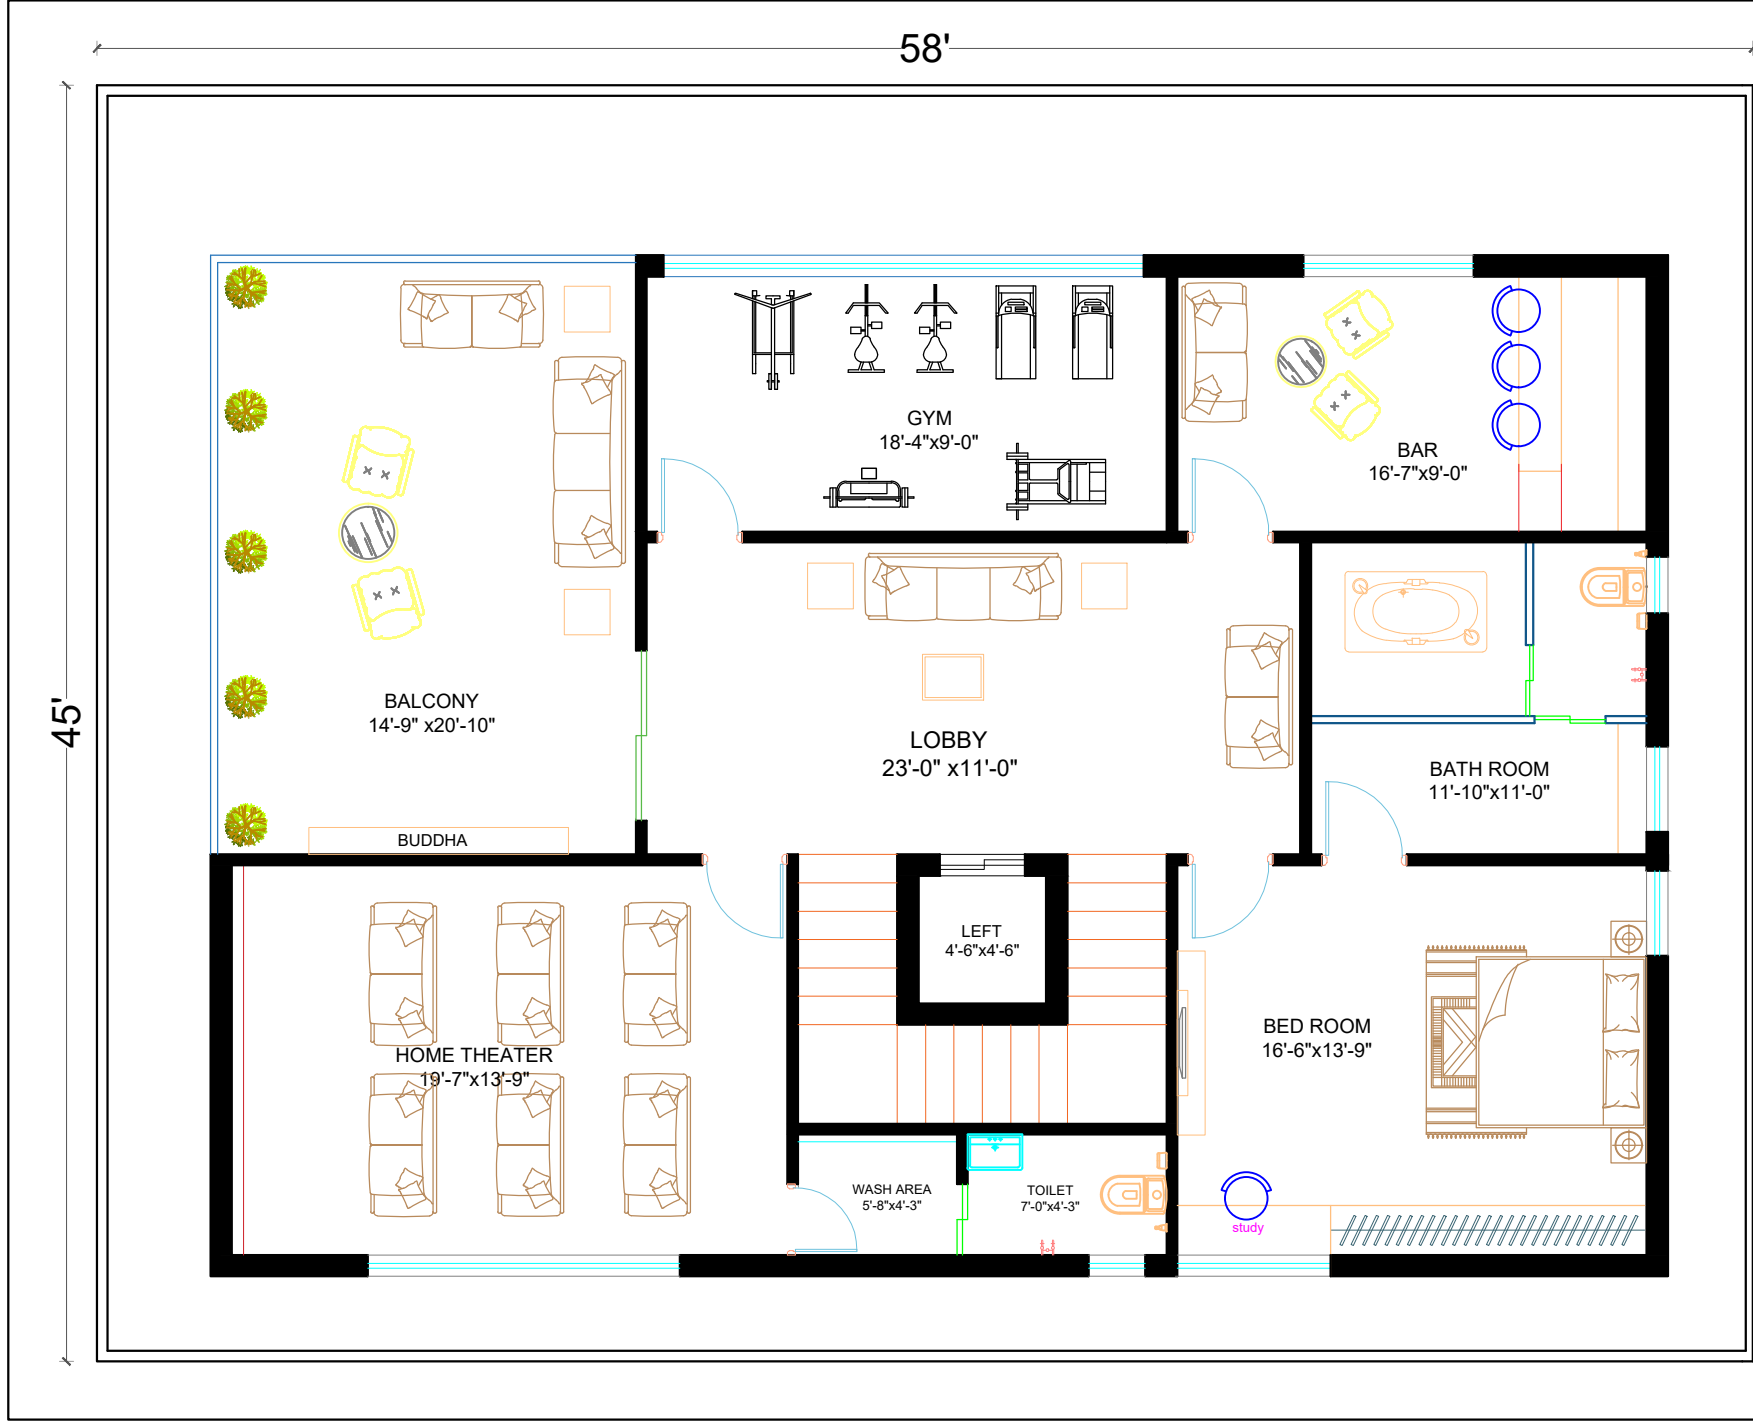 58'
45'
GYM
18'-4"x9'-0"
BAR
16'-7"x9'-0"
BALCONY
14'-9" x20'-10"
LOBBY
23'-0" x11'-0"
BATH ROOM
11'-10"x11'-0"
BUDDHA
LEFT
4'-6"x4'-6"
HOME THEATER
19'-7"x13'-9"
BED ROOM
16'-6"x13'-9"
WASH AREA
5'-8"x4'-3"
TOILET
7'-0"x4'-3"
study